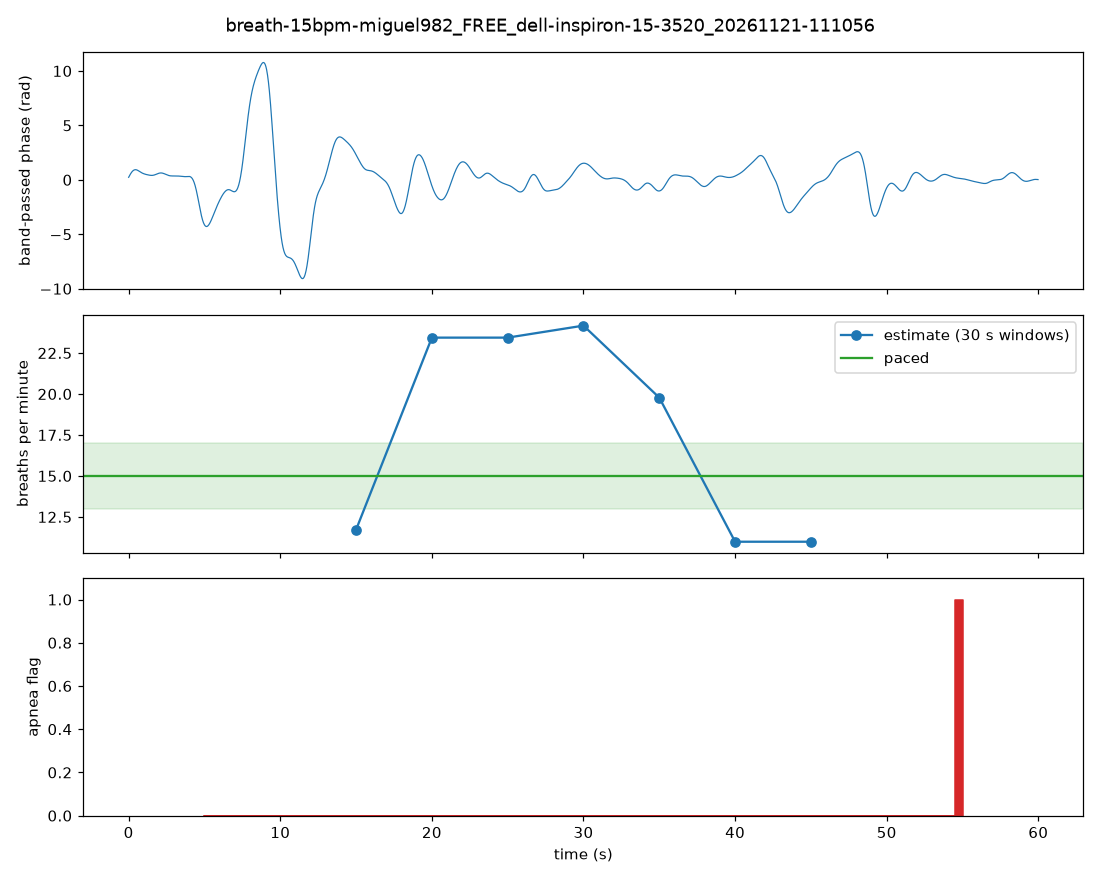 breath-15bpm-miguel982_FREE_dell-inspiron-15-3520_20261121-111056
band-passed phase (rad)
10
5
0
−5
−10
breaths per minute
22.5
20.0
17.5
15.0
12.5
estimate (30 s windows)
paced
apnea flag
1.0
0.8
0.6
0.4
0.2
0.0
0 10 20 30 40 50 60
time (s)